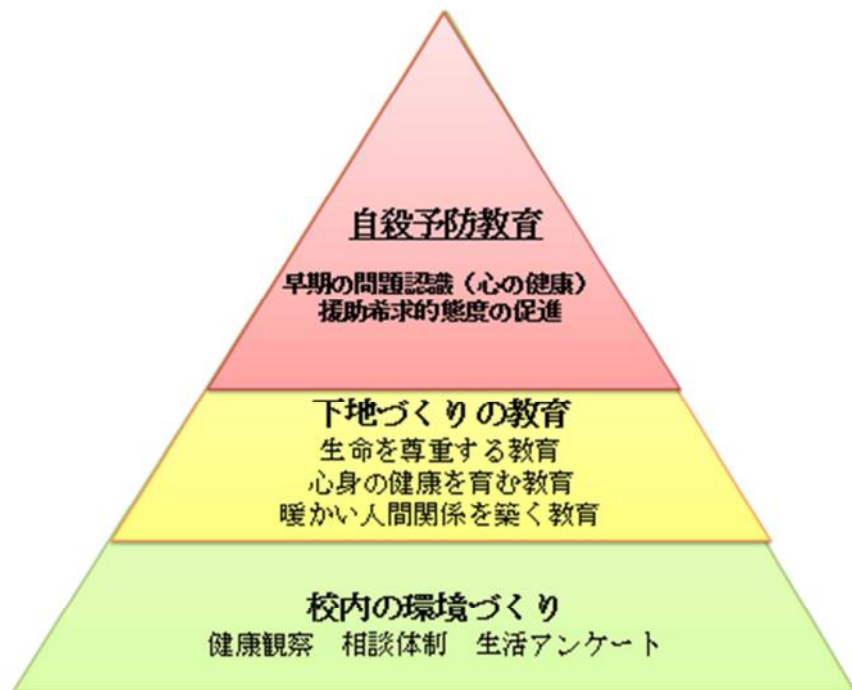 自殺予防教育
早期の問題認識（心の健康）
援助希求的態度の促進
下地づくりの教育
生命を尊重する教育
心身の健康を育む教育
暖かい人間関係を築く教育
校内の環境づくり
健康観察　相談体制　生活アンケート